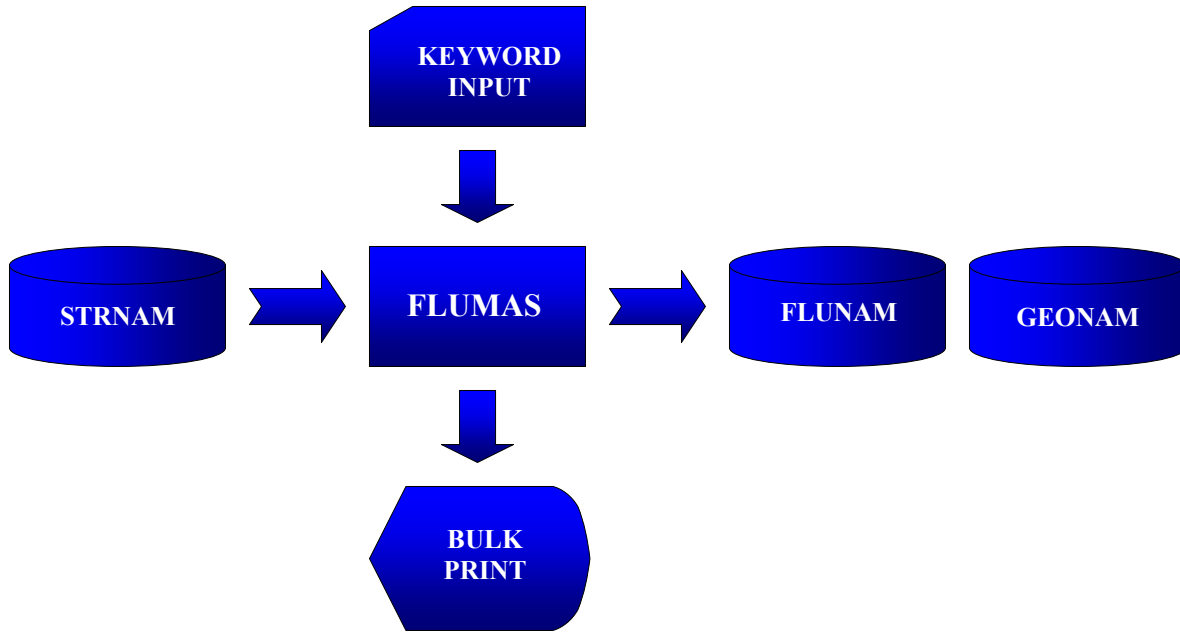 KEYWORD
INPUT
STRNAM
FLUMAS
FLUNAM
GEONAM
BULK
PRINT